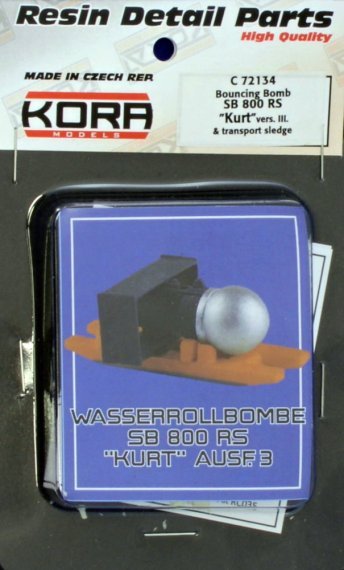 Resin Detail Parts
High Quality
MADE IN CZECH REP.
KORA
MODELS
C 72134
Bouncing Bomb
SB 800 RS
"Kurt" vers. III.
& transport sledge
WASSERROLLBOMBE
SB 800 RS
"KURT" AUSF.3